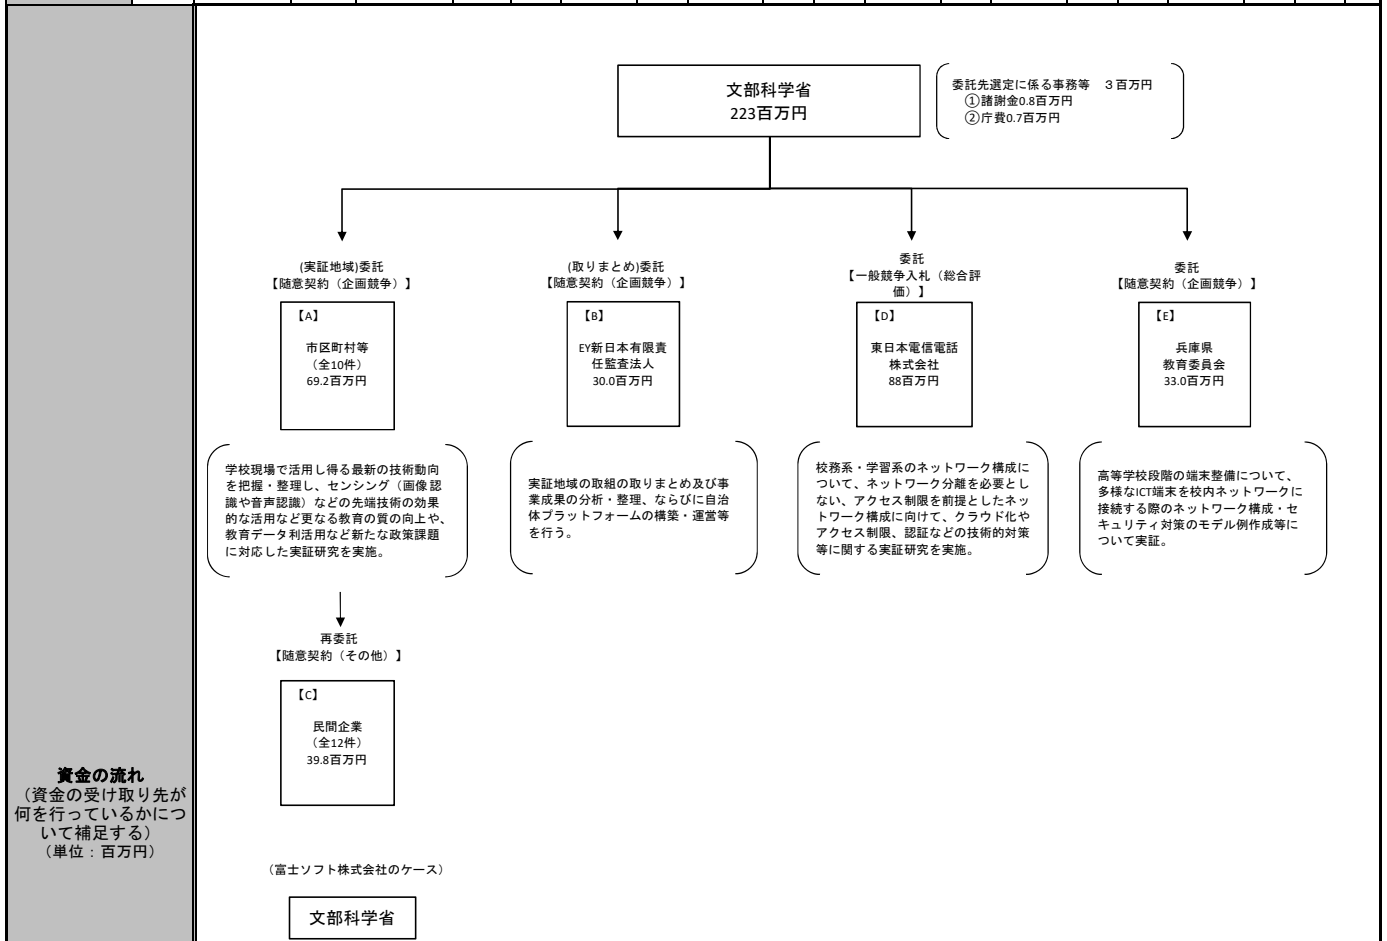 文部科学省
223百万円
委託先選定に係る事務等　３百万円
①諸謝金0.8百万円
②庁費0.7百万円
(実証地域)委託
【随意契約（企画競争）】
【A】
市区町村等
（全10件）
69.2百万円
学校現場で活用し得る最新の技術動向
を把握・整理し、センシング（画像認
識や音声認識）などの先端技術の効果
的な活用など更なる教育の質の向上や、
教育データ利活用など新たな政策課題
に対応した実証研究を実施。
(取りまとめ)委託
【随意契約（企画競争）】
【B】
EY新日本有限責
任監査法人
30.0百万円
実証地域の取組の取りまとめ及び事
業成果の分析・整理、ならびに自治
体プラットフォームの構築・運営等
を行う。
委託
【一般競争入札（総合評
価）】
【D】
東日本電信電話
株式会社
88百万円
校務系・学習系のネットワーク構成に
ついて、ネットワーク分離を必要とし
ない、アクセス制限を前提としたネッ
トワーク構成に向けて、クラウド化や
アクセス制限、認証などの技術的対策
等に関する実証研究を実施。
委託
【随意契約（企画競争）】
【E】
兵庫県
教育委員会
33.0百万円
高等学校段階の端末整備について、
多様なICT端末を校内ネットワークに
接続する際のネットワーク構成・セ
キュリティ対策のモデル例作成等に
ついて実証。
再委託
【随意契約（その他）】
【C】
民間企業
（全12件）
39.8百万円
資金の流れ
（資金の受け取り先が
何を行っているかにつ
いて補足する）
（単位：百万円）
（富士ソフト株式会社のケース）
文部科学省